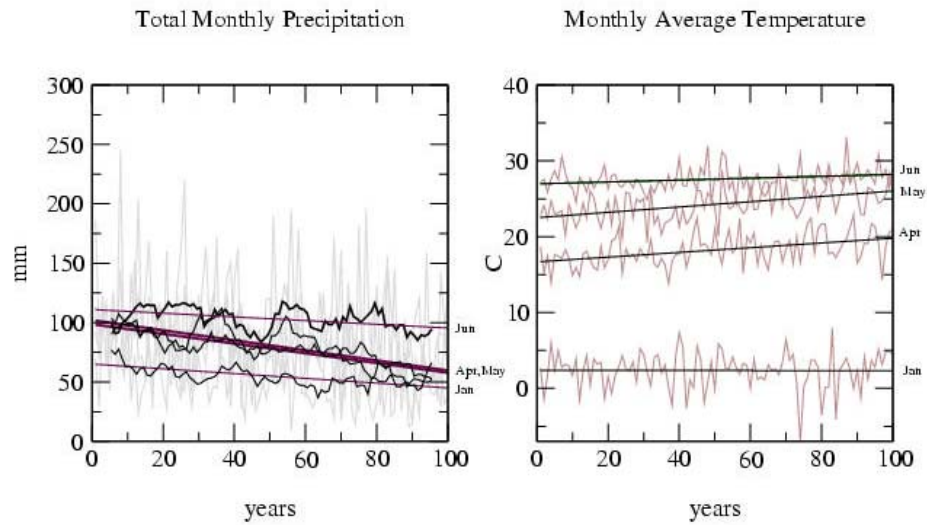 Total Monthly Precipitation
300
250
200
150
100
50
0
mm
0 20 40 60 80 100
years
Jun
Apr,May
Jan
Monthly Average Temperature
40
30
20
10
0
C
0 20 40 60 80 100
years
Jun
May
Apr
Jan